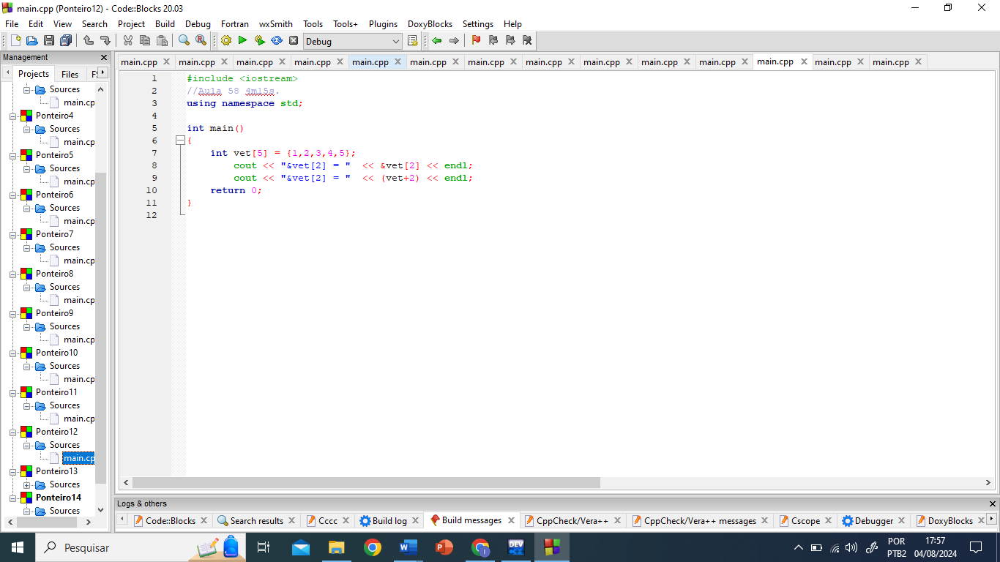 main.cpp (Ponteiro12) - Code::Blocks 20.03
File Edit View Search Project Build Debug Fortran wxSmith Tools Tools+ Plugins DoxyBlocks Settings Help
Debug
Management
Projects Files
main.cpp main.cpp main.cpp main.cpp main.cpp main.cpp main.cpp main.cpp main.cpp main.cpp main.cpp main.cpp main.cpp main.cpp
Sources
main.cp
Ponteiro4
Sources
main.cp
Ponteiro5
Sources
main.cp
Ponteiro6
Sources
main.cp
Ponteiro7
Sources
main.cp
Ponteiro8
Sources
main.cp
Ponteiro9
Sources
main.cp
Ponteiro10
Sources
main.cp
Ponteiro11
Sources
main.cp
Ponteiro12
Sources
main.cp
Ponteiro13
Sources
Ponteiro14
Sources
1 #include <iostream>
2 //Aula 58 4m15s.
3 using namespace std;
4
5 int main()
6 {
7 int vet[5] = {1,2,3,4,5};
8 cout << "&vet[2] = " << &vet[2] << endl;
9 cout << "&vet[2] = " << (vet+2) << endl;
10 return 0;
11 }
12
Logs & others
Code::Blocks Search results Cccc Build log Build messages CppCheck/Vera++ CppCheck/Vera++ messages Cscope Debugger DoxyBlocks
Pesquisar
DEV
POR
PTB2
17:57
04/08/2024